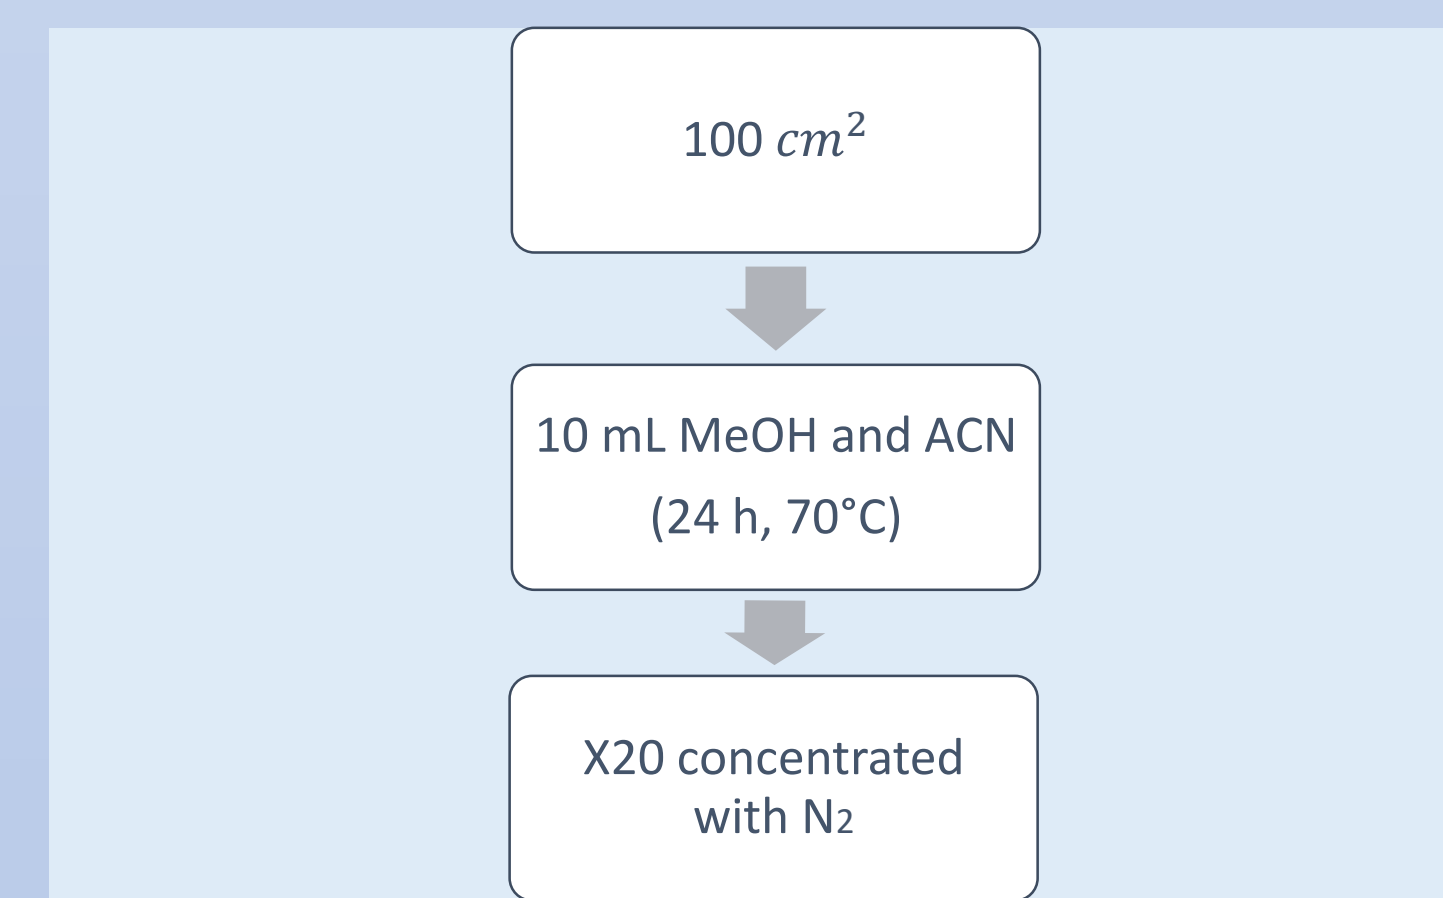 100 cm²
10 mL MeOH and ACN
(24 h, 70°C)
X20 concentrated
with N2